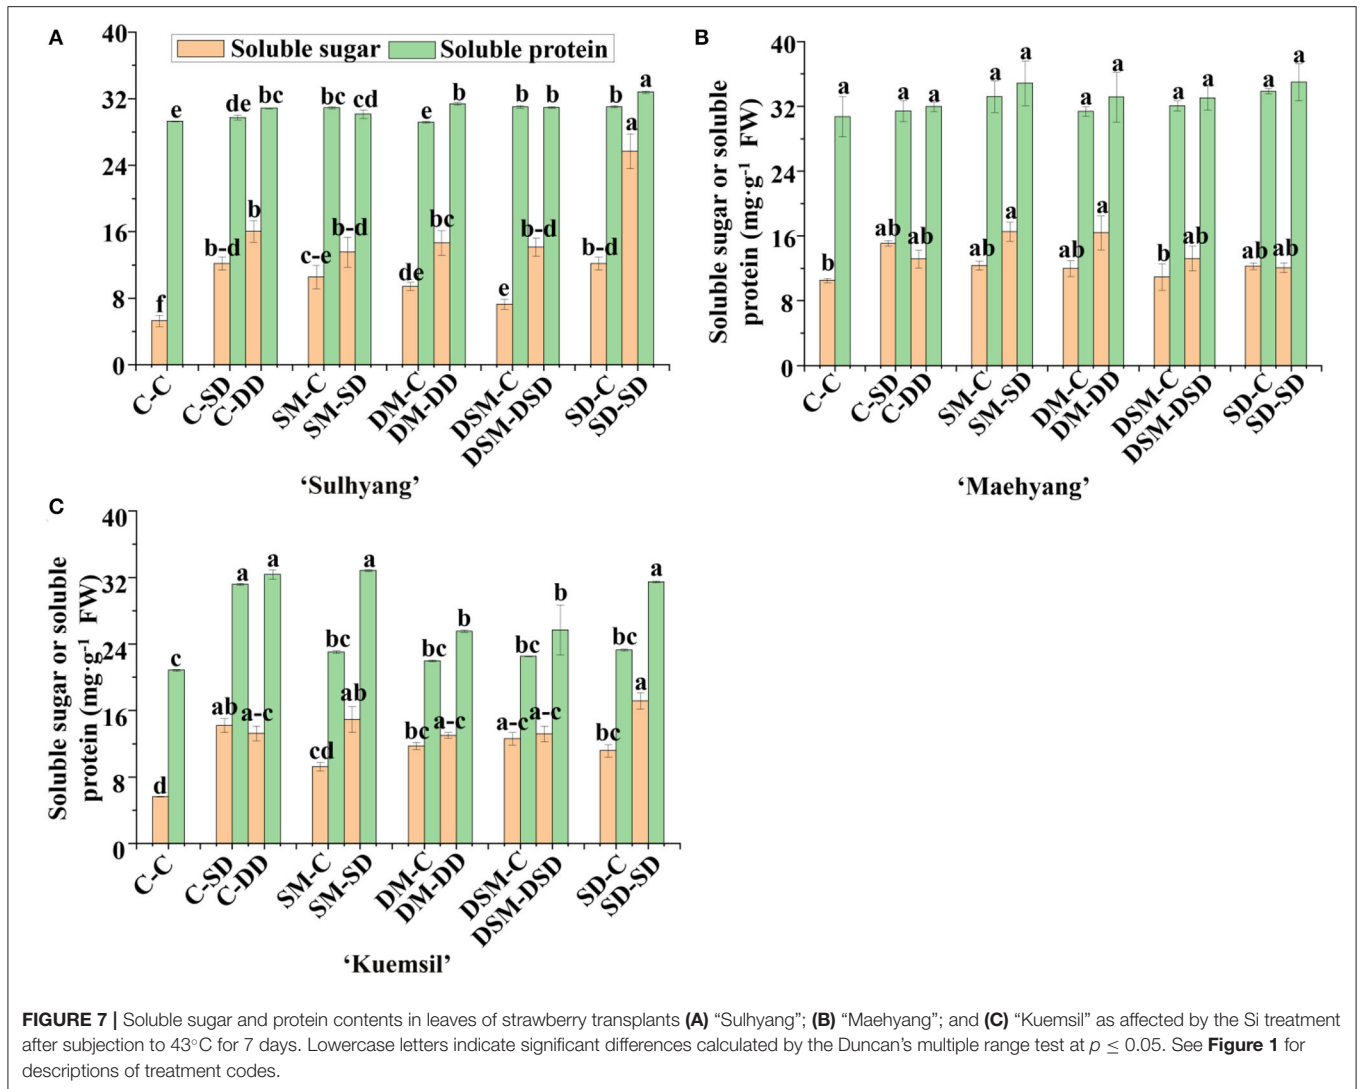 A
Soluble sugar Soluble protein
40
32
24
16
8
0
e
de
bc
bc
cd
e
b
b
b
b
a
f
b-d
b
c-e
b-d
de
bc
e
b-d
b-d
a
C-C
C-SD
C-DD
SM-C
SM-SD
DM-C
DM-DD
DSM-C
DSM-DSD
SD-C
SD-SD
‘Sulhyang’
B
Soluble sugar or soluble
protein (mg·g⁻¹ FW)
40
32
24
16
8
0
a
a
a
a
a
a
a
a
a
a
a
b
ab
ab
ab
a
ab
a
b
ab
ab
ab
C-C
C-SD
C-DD
SM-C
SM-SD
DM-C
DM-DD
DSM-C
DSM-DSD
SD-C
SD-SD
‘Maehyang’
C
Soluble sugar or soluble
protein (mg·g⁻¹ FW)
40
32
24
16
8
0
c
a
a
bc
a
bc
b
bc
b
bc
a
d
ab
a-c
cd
ab
bc
a-c
a-c
a-c
bc
a
C-C
C-SD
C-DD
SM-C
SM-SD
DM-C
DM-DD
DSM-C
DSM-DSD
SD-C
SD-SD
‘Kuemsil’
FIGURE 7 | Soluble sugar and protein contents in leaves of strawberry transplants (A) “Sulhyang”; (B) “Maehyang”; and (C) “Kuemsil” as affected by the Si treatment
after subjection to 43°C for 7 days. Lowercase letters indicate significant differences calculated by the Duncan’s multiple range test at p ≤ 0.05. See Figure 1 for
descriptions of treatment codes.